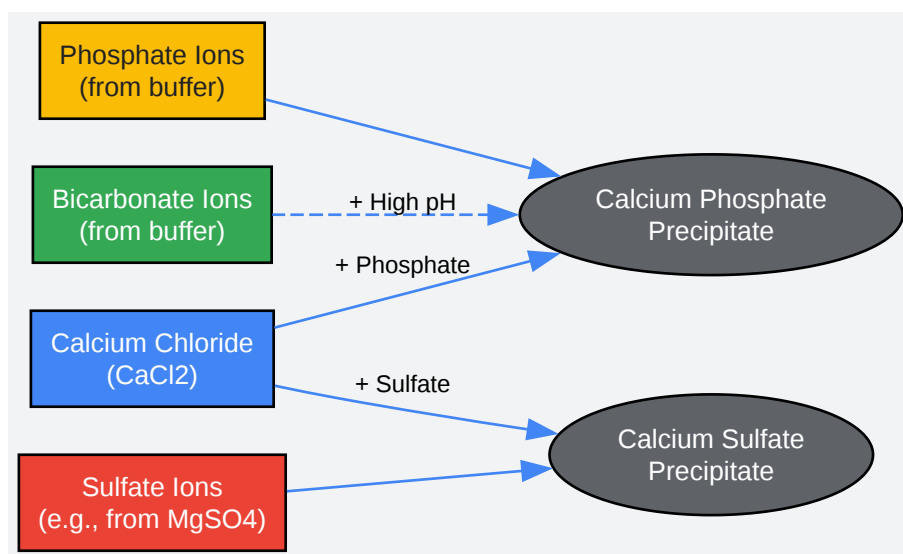 Phosphate Ions
(from buffer)
Bicarbonate Ions
(from buffer)
+ High pH
Calcium Phosphate
Precipitate
+ Phosphate
Calcium Chloride
(CaCl2)
+ Sulfate
Calcium Sulfate
Precipitate
Sulfate Ions
(e.g., from MgSO4)